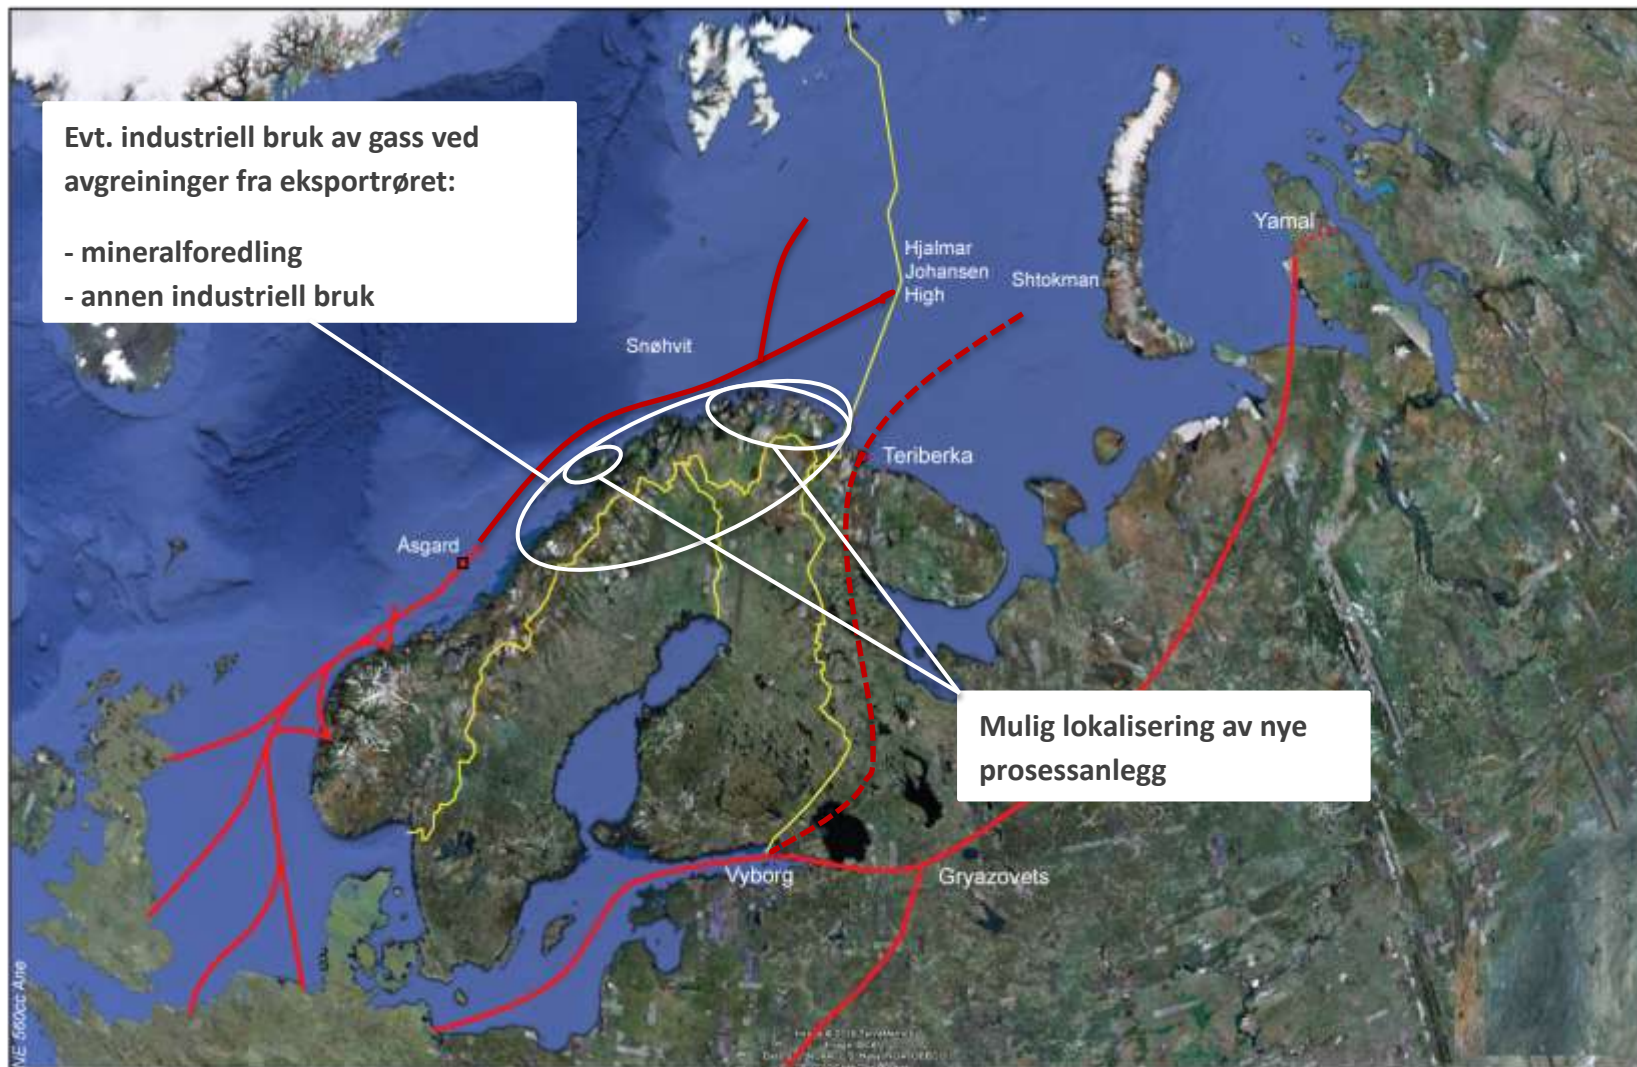 Evt. industriell bruk av gass ved
avgreininger fra eksportrøret:
- mineralforedling
- annen industriell bruk
Yamal
Hjalmar
Johansen
High
Shtokman
Snøhvit
Teriberka
Asgard
Mulig lokalisering av nye
prosessanlegg
Vyborg
Gryazovets